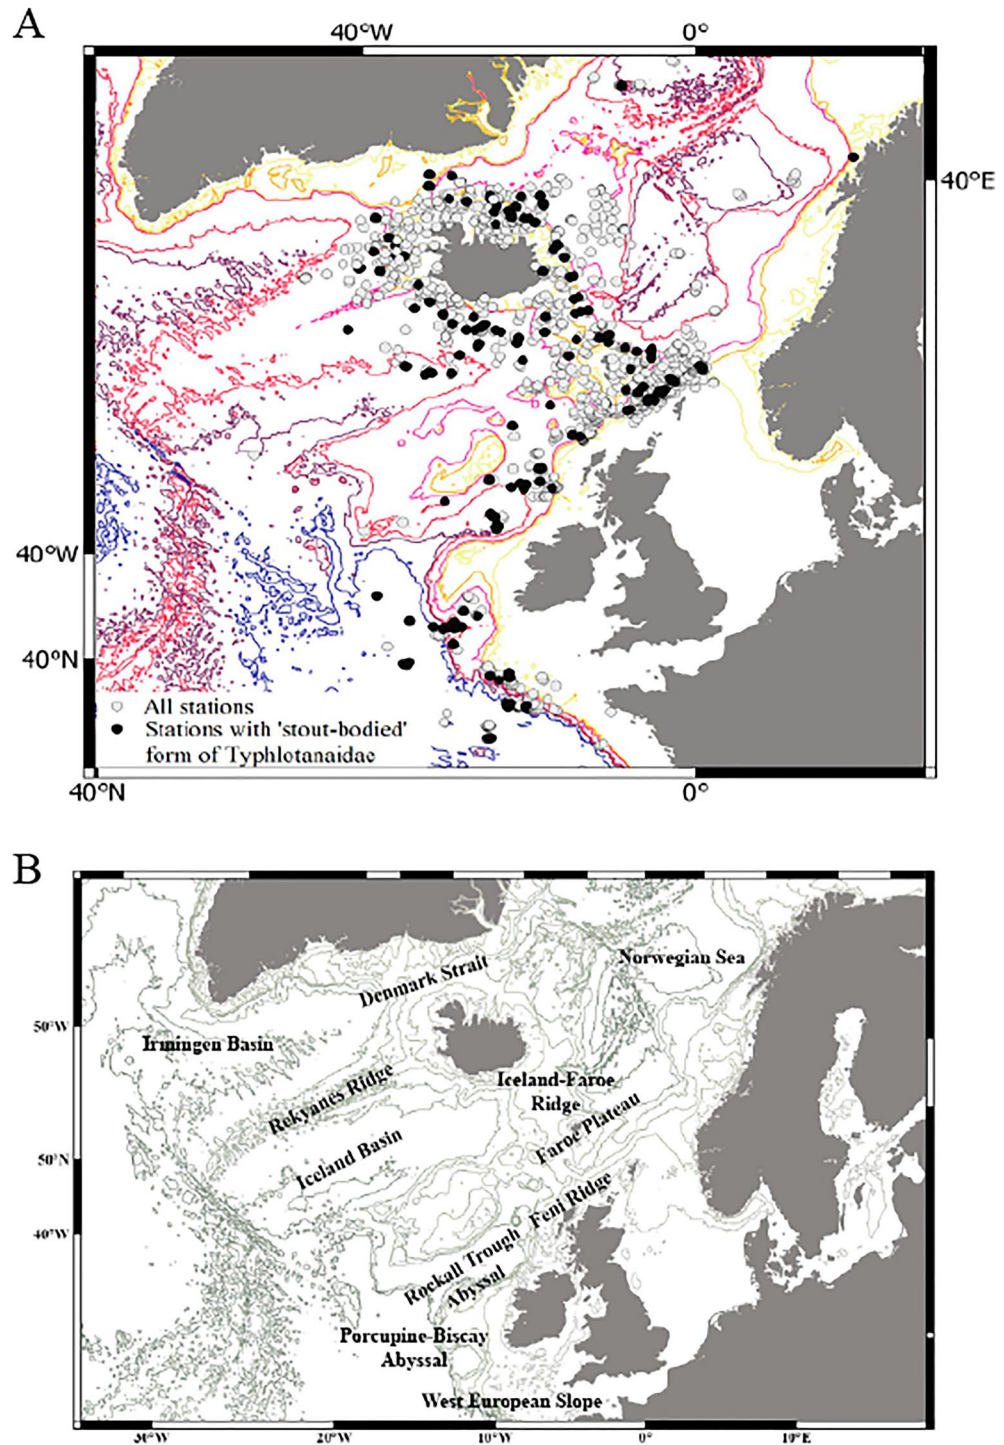 A
40°W 0°
40°E
40°W
40°N
All stations
Stations with 'stout-bodied'
form of Typhlotanaidae
40°N 0°
B
Norwegian Sea
Denmark Strait
50°W
Irmingen Basin
Iceland-Faroe
Ridge
Rekyanes Ridge
Faroe Plateau
Iceland Basin
50°N
Feni Ridge
40°W
Rockall Trough
Abyssal
Porcupine-Biscay
Abyssal
West European Slope
30°W 20°W 10°W 0° 10°E